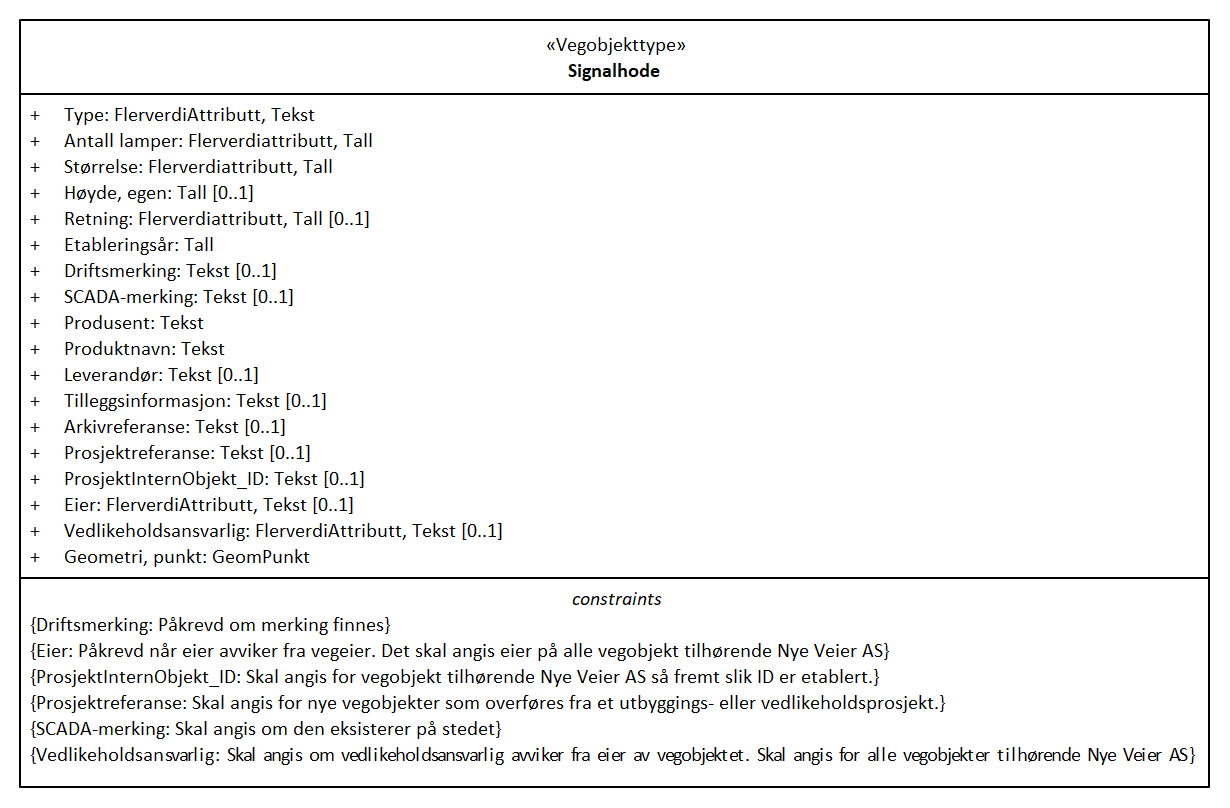 «Vegobjekttype»
Signalhode
+ Type: FlerverdiAttributt, Tekst
+ Antall lamper: Flerverdiattributt, Tall
+ Størrelse: Flerverdiattributt, Tall
+ Høyde, egen: Tall [0..1]
+ Retning: Flerverdiattributt, Tall [0..1]
+ Etableringsår: Tall
+ Driftsmerking: Tekst [0..1]
+ SCADA-merking: Tekst [0..1]
+ Produsent: Tekst
+ Produktnavn: Tekst
+ Leverandør: Tekst [0..1]
+ Tilleggsinformasjon: Tekst [0..1]
+ Arkivreferanse: Tekst [0..1]
+ Prosjektreferanse: Tekst [0..1]
+ ProsjektInternObjekt_ID: Tekst [0..1]
+ Eier: FlerverdiAttributt, Tekst [0..1]
+ Vedlikeholdsansvarlig: FlerverdiAttributt, Tekst [0..1]
+ Geometri, punkt: GeomPunkt
constraints
{Driftsmerking: Påkrevd om merking finnes}
{Eier: Påkrevd når eier avviker fra vegeier. Det skal angis eier på alle vegobjekt tilhørende Nye Veier AS}
{ProsjektInternObjekt_ID: Skal angis for vegobjekt tilhørende Nye Veier AS så fremt slik ID er etablert.}
{Prosjektreferanse: Skal angis for nye vegobjekter som overføres fra et utbyggings- eller vedlikeholdsprosjekt.}
{SCADA-merking: Skal angis om den eksisterer på stedet}
{Vedlikeholdsansvarlig: Skal angis om vedlikeholdsansvarlig avviker fra eier av vegobjektet. Skal angis for alle vegobjekter tilhørende Nye Veier AS}